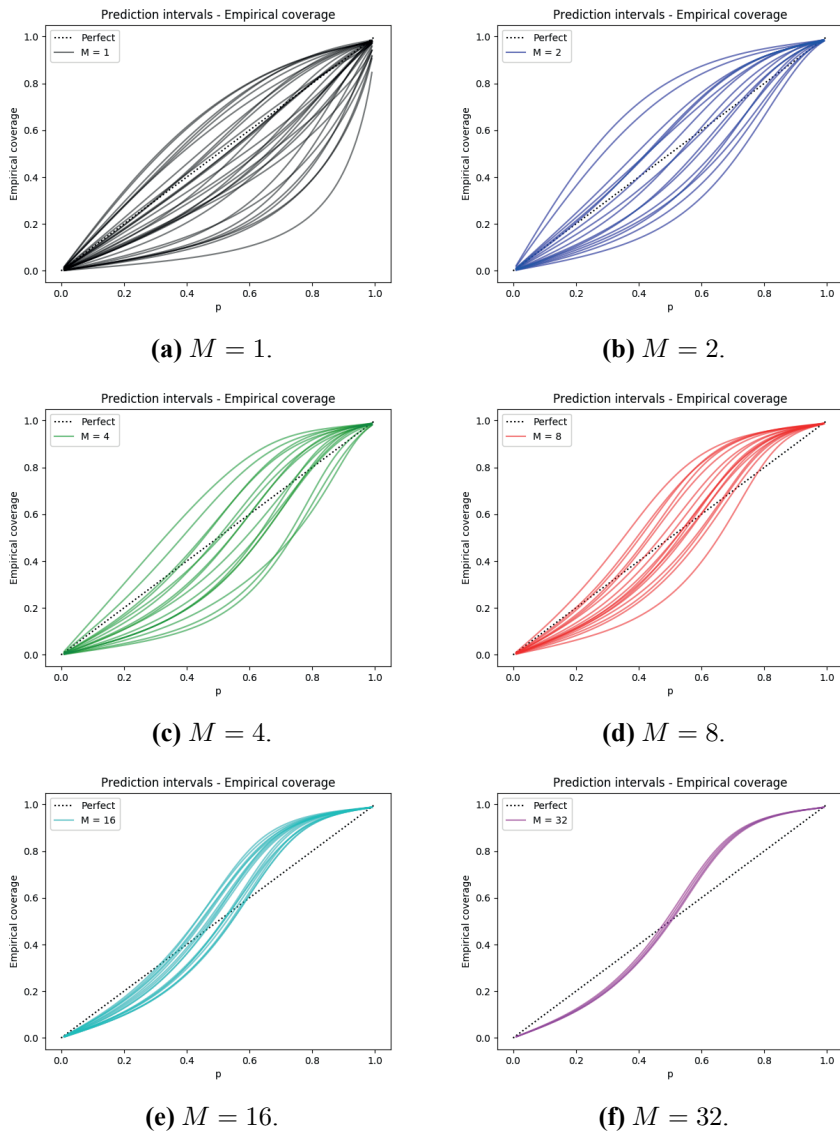 Prediction intervals - Empirical coverage
Perfect
M = 1
Empirical coverage
1.0
0.8
0.6
0.4
0.2
0.0
0.0 0.2 0.4 0.6 0.8 1.0
p
(a) M = 1.
Prediction intervals - Empirical coverage
Perfect
M = 2
Empirical coverage
1.0
0.8
0.6
0.4
0.2
0.0
0.0 0.2 0.4 0.6 0.8 1.0
p
(b) M = 2.
Prediction intervals - Empirical coverage
Perfect
M = 4
Empirical coverage
1.0
0.8
0.6
0.4
0.2
0.0
0.0 0.2 0.4 0.6 0.8 1.0
p
(c) M = 4.
Prediction intervals - Empirical coverage
Perfect
M = 8
Empirical coverage
1.0
0.8
0.6
0.4
0.2
0.0
0.0 0.2 0.4 0.6 0.8 1.0
p
(d) M = 8.
Prediction intervals - Empirical coverage
Perfect
M = 16
Empirical coverage
1.0
0.8
0.6
0.4
0.2
0.0
0.0 0.2 0.4 0.6 0.8 1.0
p
(e) M = 16.
Prediction intervals - Empirical coverage
Perfect
M = 32
Empirical coverage
1.0
0.8
0.6
0.4
0.2
0.0
0.0 0.2 0.4 0.6 0.8 1.0
p
(f) M = 32.